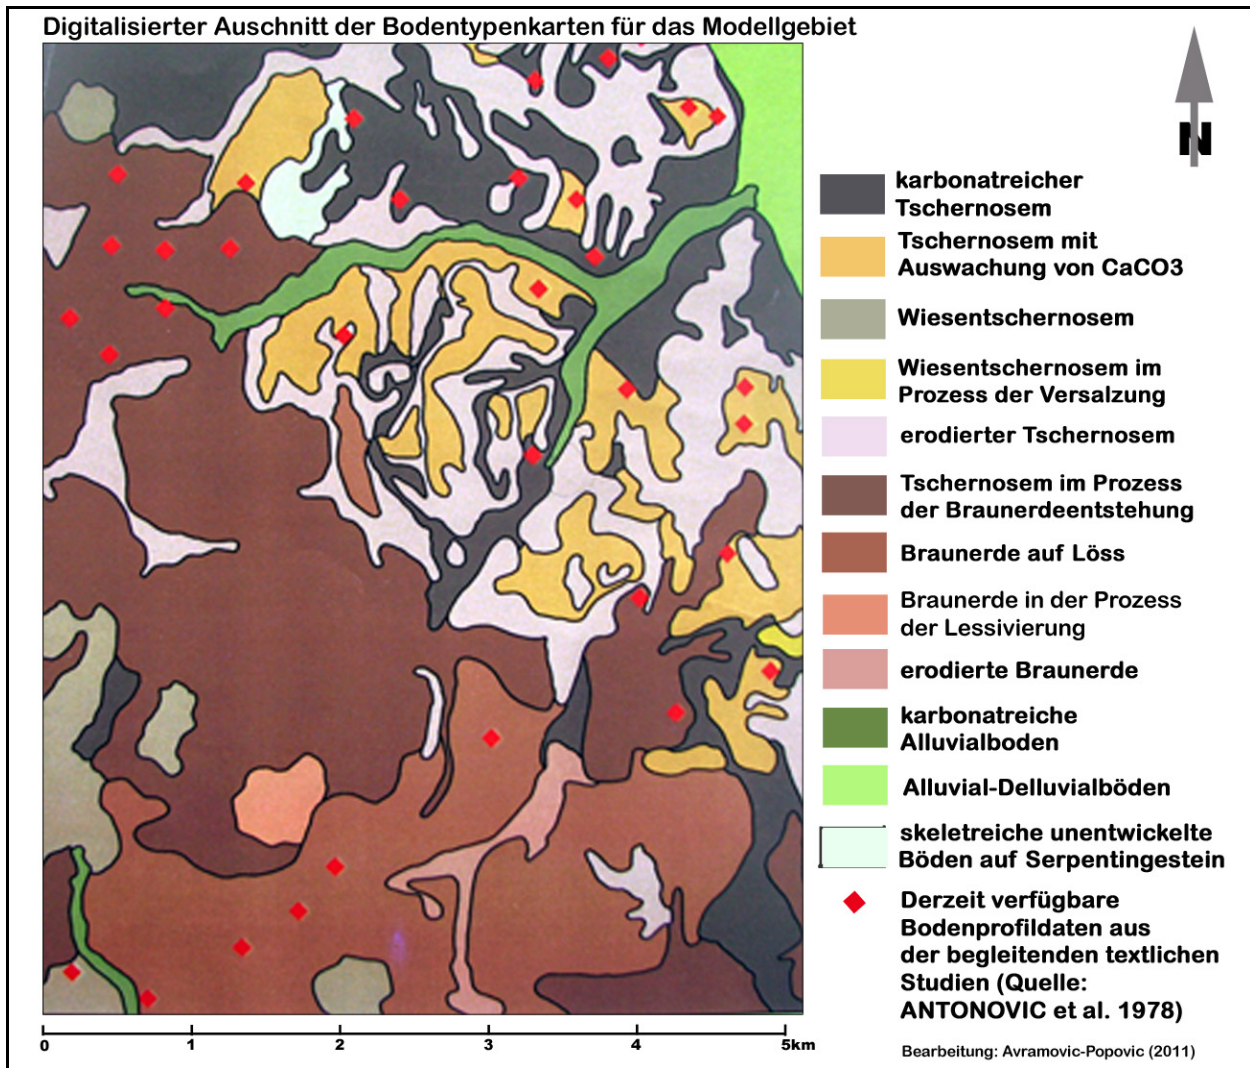 Digitalisierter Auschnitt der Bodentypenkarten für das Modellgebiet
N
karbonatreicher
Tschernosem
Tschernosem mit
Auswachung von CaCO3
Wiesentschernosem
Wiesentschernosem im
Prozess der Versalzung
erodierter Tschernosem
Tschernosem im Prozess
der Braunerdeentstehung
Braunerde auf Löss
Braunerde in der Prozess
der Lessivierung
erodierte Braunerde
karbonatreiche
Alluvialboden
Alluvial-Delluvialböden
skeletreiche unentwickelte
Böden auf Serpentingestein
Derzeit verfügbare
Bodenprofildaten aus
der begleitenden textlichen
Studien (Quelle:
ANTONOVIC et al. 1978)
0 1 2 3 4 5km
Bearbeitung: Avramovic-Popovic (2011)